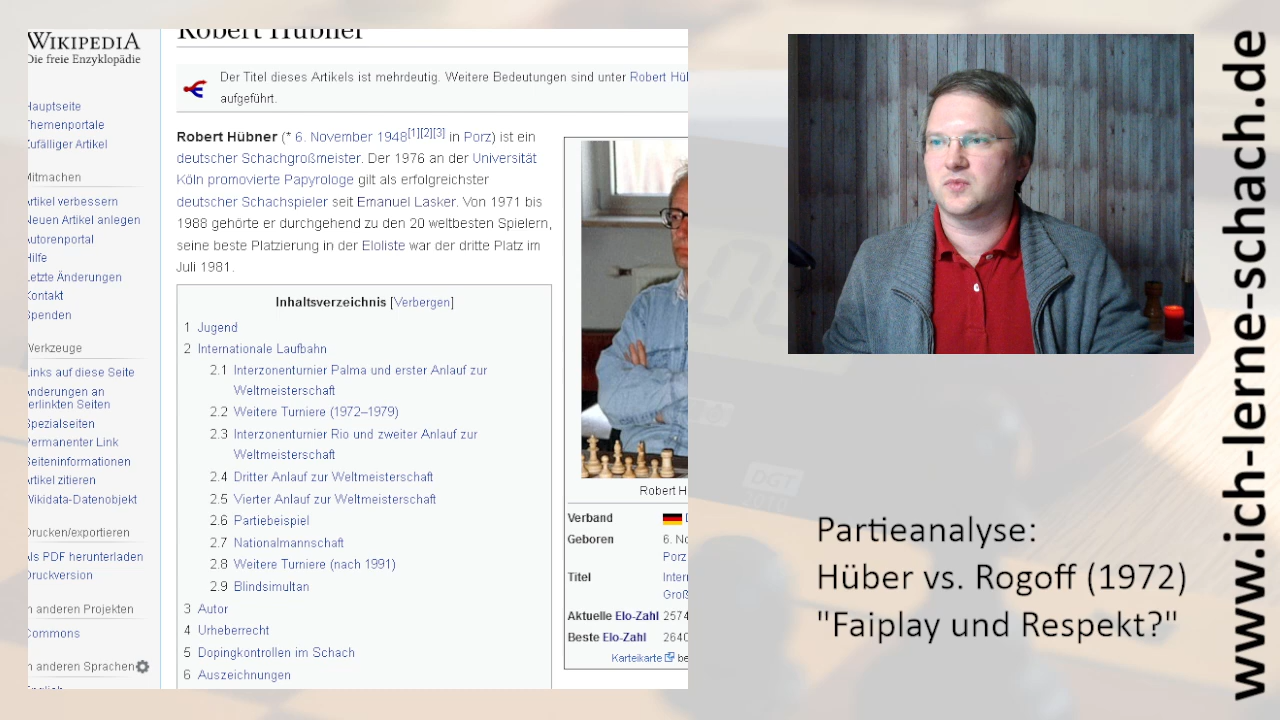 Robert Hübner
WIKIPEDIA
Die freie Enzyklopädie
Hauptseite
Themenportale
Zufälliger Artikel
Mitmachen
Artikel verbessern
Neuen Artikel anlegen
Autorenportal
Hilfe
Letzte Änderungen
Kontakt
Spenden
Werkzeuge
Links auf diese Seite
Änderungen an
verlinkten Seiten
Spezialseiten
Permanenter Link
Seiteninformationen
Artikel zitieren
Wikidata-Datenobjekt
Drucken/exportieren
Als PDF herunterladen
Druckversion
In anderen Projekten
Commons
In anderen Sprachen
English
Der Titel dieses Artikels ist mehrdeutig. Weitere Bedeutungen sind unter Robert Hü
aufgeführt.
Robert Hübner (* 6. November 1948[1][2][3] in Porz) ist ein
deutscher Schachgroßmeister. Der 1976 an der Universität
Köln promovierte Papyrologe gilt als erfolgreichster
deutscher Schachspieler seit Emanuel Lasker. Von 1971 bis
1988 gehörte er durchgehend zu den 20 weltbesten Spielern,
seine beste Platzierung in der Eloliste war der dritte Platz im
Juli 1981.
Inhaltsverzeichnis [Verbergen]
1 Jugend
2 Internationale Laufbahn
2.1 Interzonenturnier Palma und erster Anlauf zur
Weltmeisterschaft
2.2 Weitere Turniere (1972–1979)
2.3 Interzonenturnier Rio und zweiter Anlauf zur
Weltmeisterschaft
2.4 Dritter Anlauf zur Weltmeisterschaft
2.5 Vierter Anlauf zur Weltmeisterschaft
2.6 Partiebeispiel
2.7 Nationalmannschaft
2.8 Weitere Turniere (nach 1991)
2.9 Blindsimultan
3 Autor
4 Urheberrecht
5 Dopingkontrollen im Schach
6 Auszeichnungen
Robert H
Verband D
Geboren 6. No
Porz
Titel Inter
Groß
Aktuelle Elo-Zahl 2574
Beste Elo-Zahl 2640
Karteikarte be
DGT
Partieanalyse:
Hüber vs. Rogoff (1972)
"Faiplay und Respekt?"
www.ich-lerne-schach.de